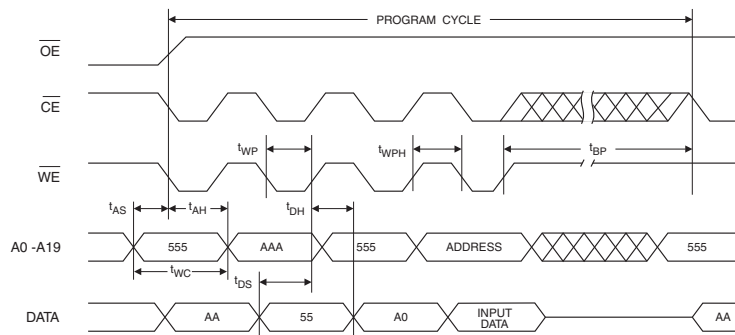 PROGRAM CYCLE
OE
CE
tWP
tWPH
tBP
WE
tAS
tAH
tDH
A0 -A19
555
AAA
555
ADDRESS
555
tWC
tDS
DATA
AA
55
A0
INPUT
DATA
AA